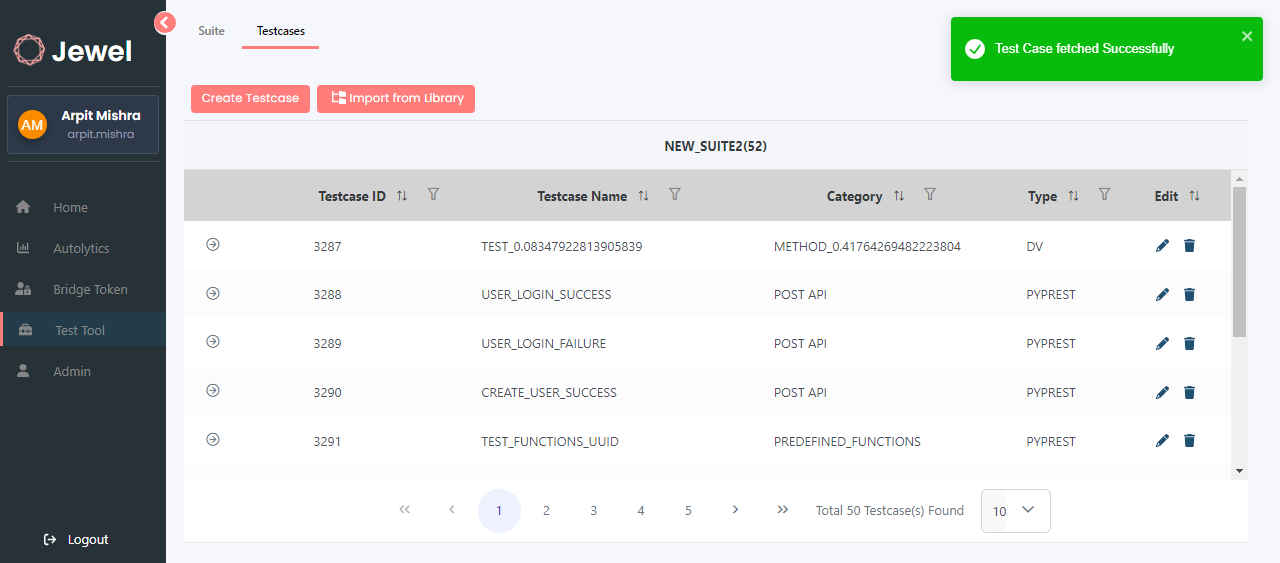 Jewel
AM
Arpit Mishra
arpit.mishra
Home
Autolytics
Bridge Token
Test Tool
Admin
Logout
Suite Testcases
Test Case fetched Successfully
Create Testcase Import from Library
NEW_SUITE2(52)
Testcase ID Testcase Name Category Type Edit
3287 TEST_0.08347922813905839 METHOD_0.41764269482223804 DV
3288 USER_LOGIN_SUCCESS POST API PYPREST
3289 USER_LOGIN_FAILURE POST API PYPREST
3290 CREATE_USER_SUCCESS POST API PYPREST
3291 TEST_FUNCTIONS_UUID PREDEFINED_FUNCTIONS PYPREST
1 2 3 4 5 Total 50 Testcase(s) Found 10